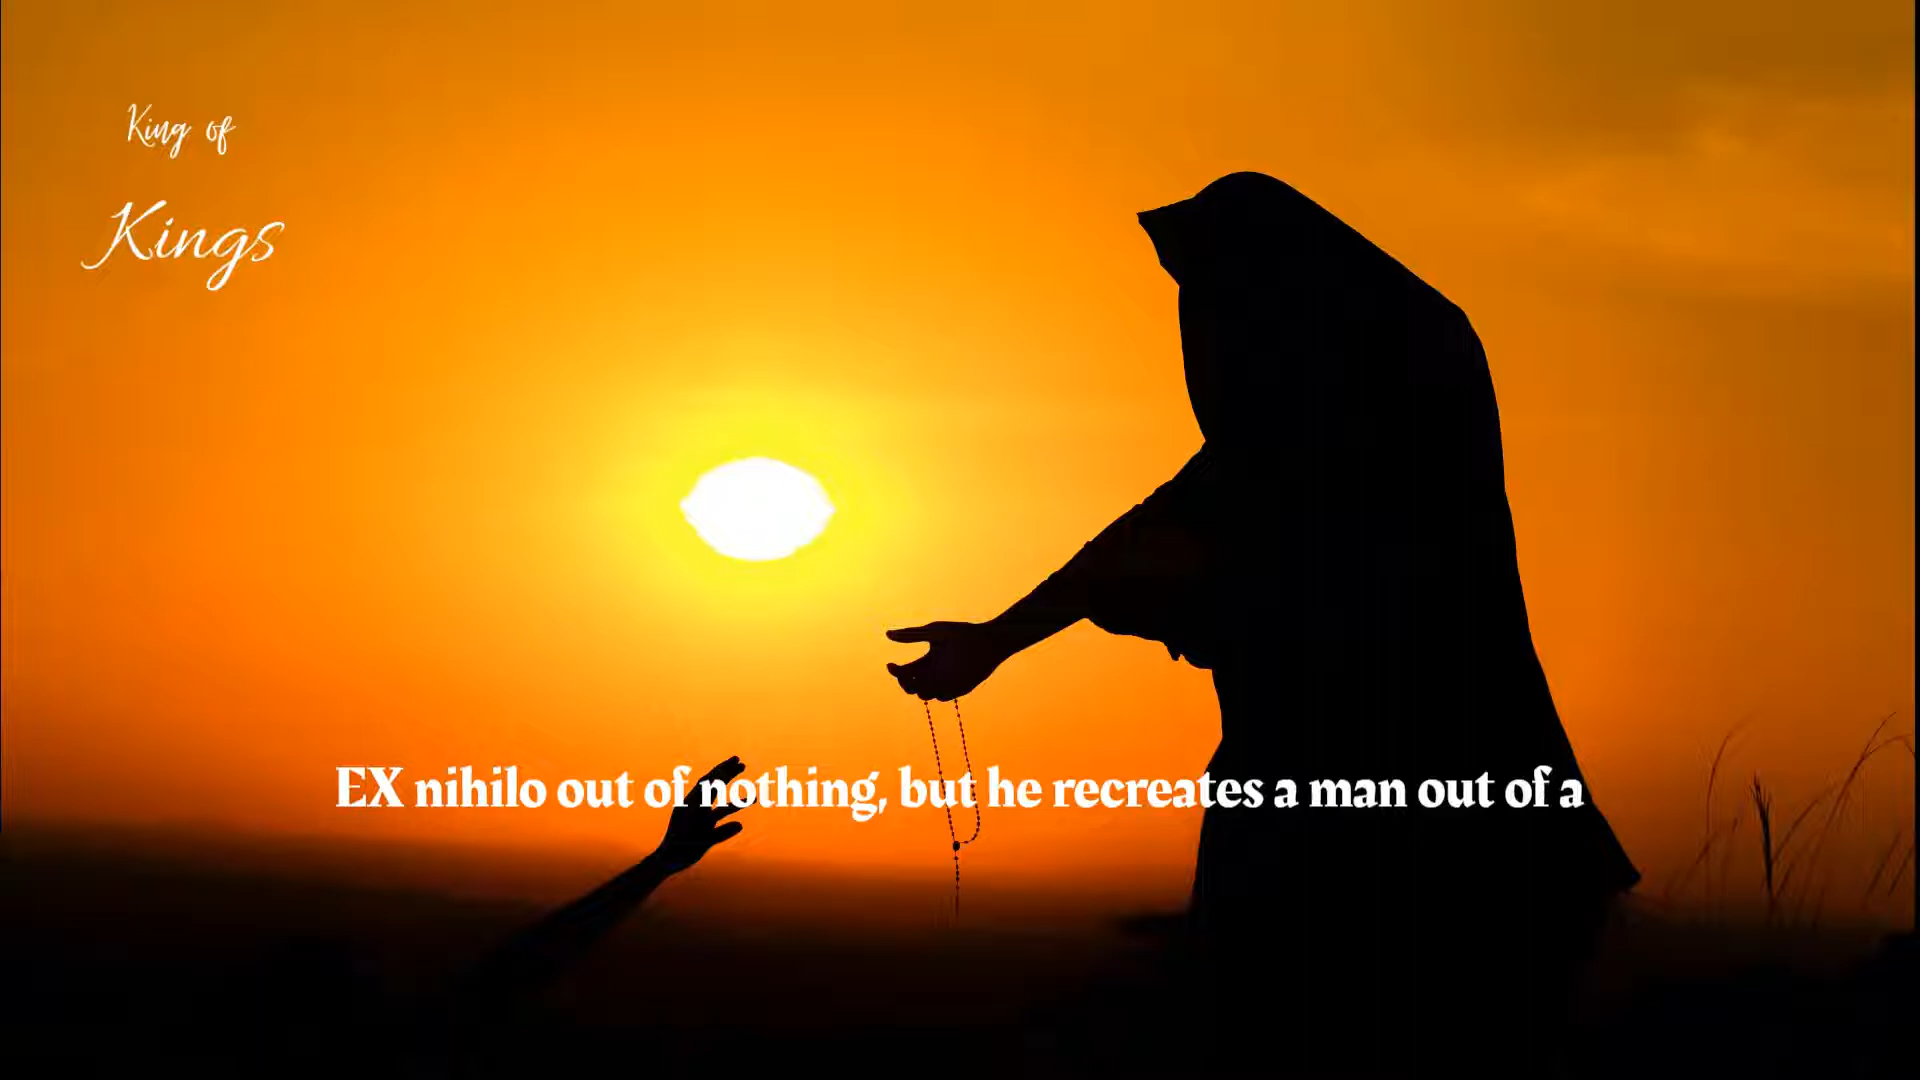 King of
Kings
EX nihilo out of nothing, but he recreates a man out of a